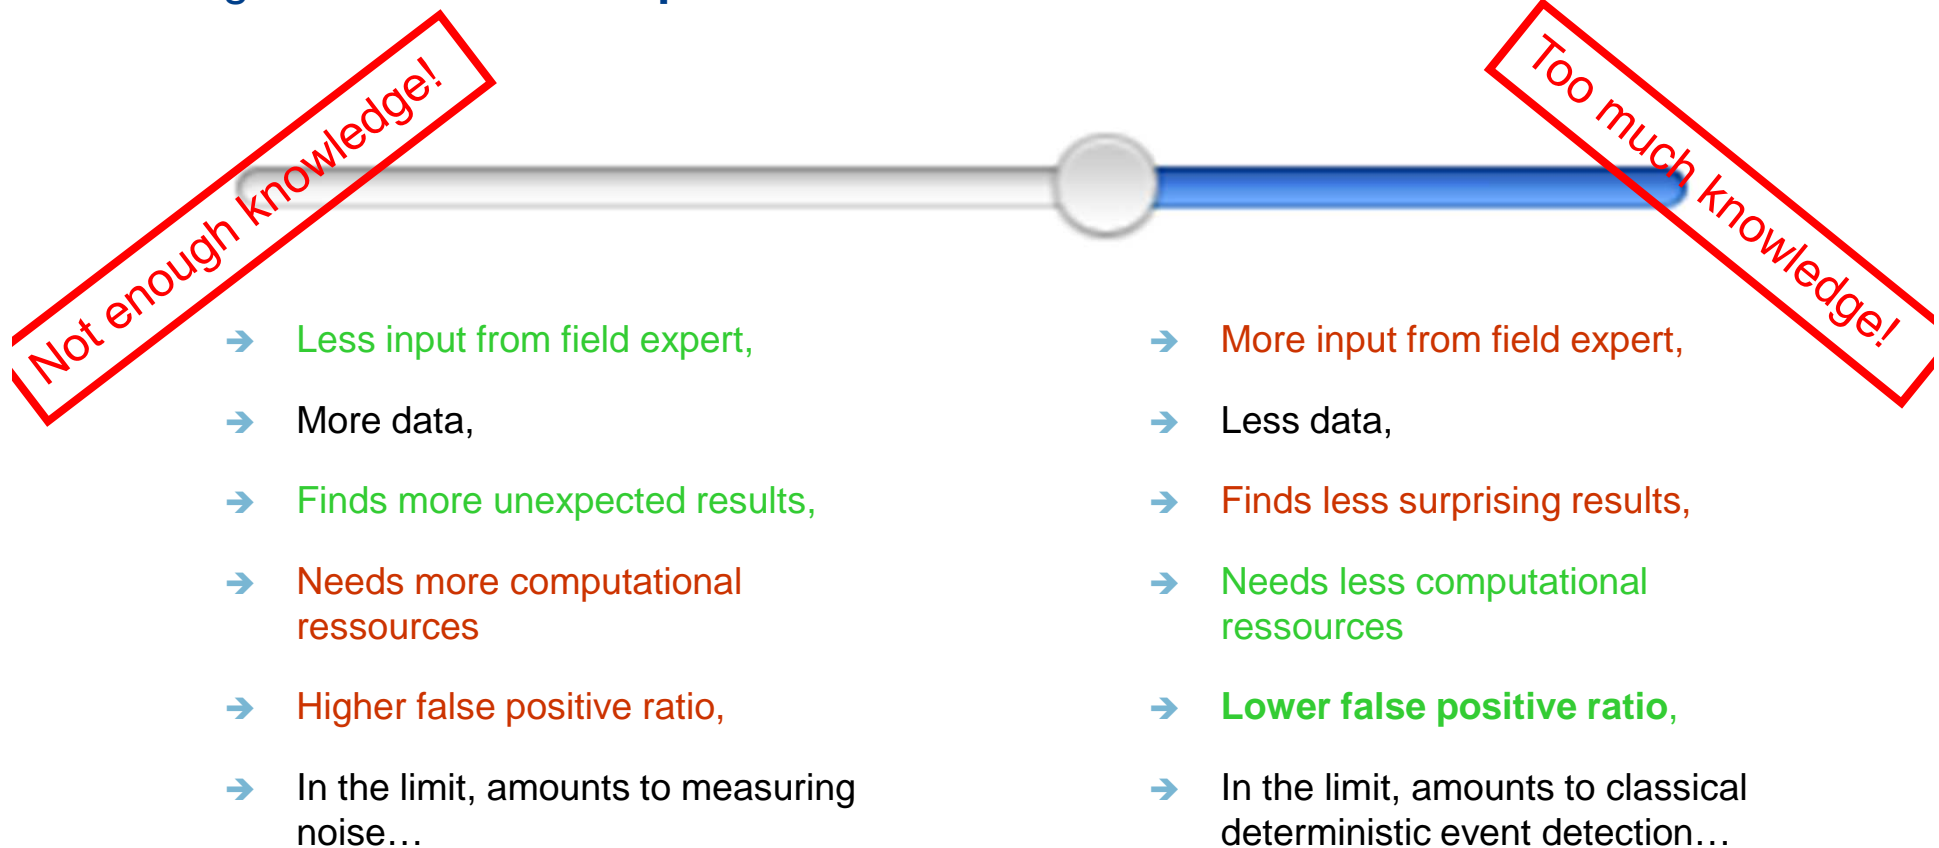 Not enough knowledge!
Too much knowledge!
➔ Less input from field expert,
➔ More data,
➔ Finds more unexpected results,
➔ Needs more computational
ressources
➔ Higher false positive ratio,
➔ In the limit, amounts to measuring
noise…
➔ More input from field expert,
➔ Less data,
➔ Finds less surprising results,
➔ Needs less computational
ressources
➔ Lower false positive ratio,
➔ In the limit, amounts to classical
deterministic event detection…